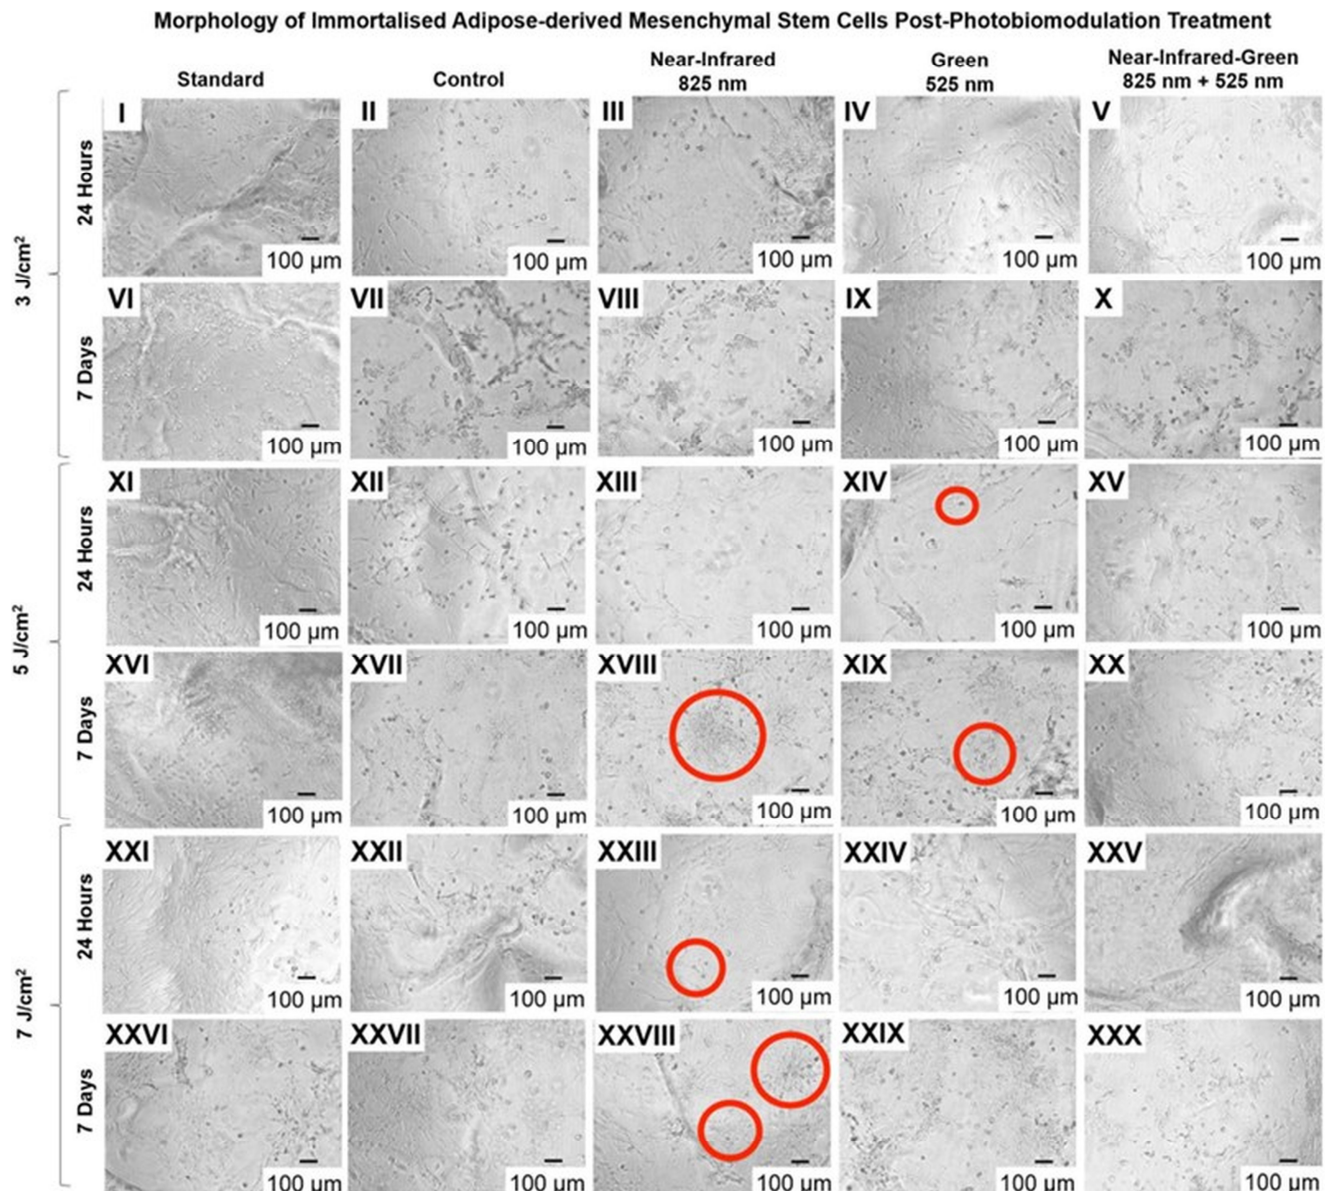 Morphology of Immortalised Adipose-derived Mesenchymal Stem Cells Post-Photobiomodulation Treatment
Standard
Control
Near-Infrared
825 nm
Green
525 nm
Near-Infrared-Green
825 nm + 525 nm
3 J/cm²
24 Hours
I
100 µm
II
100 µm
III
100 µm
IV
100 µm
V
100 µm
7 Days
VI
100 µm
VII
100 µm
VIII
100 µm
IX
100 µm
X
100 µm
5 J/cm²
24 Hours
XI
100 µm
XII
100 µm
XIII
100 µm
XIV
100 µm
XV
100 µm
7 Days
XVI
100 µm
XVII
100 µm
XVIII
100 µm
XIX
100 µm
XX
100 µm
7 J/cm²
24 Hours
XXI
100 µm
XXII
100 µm
XXIII
100 µm
XXIV
100 µm
XXV
100 µm
7 Days
XXVI
100 µm
XXVII
100 µm
XXVIII
100 µm
XXIX
100 µm
XXX
100 µm